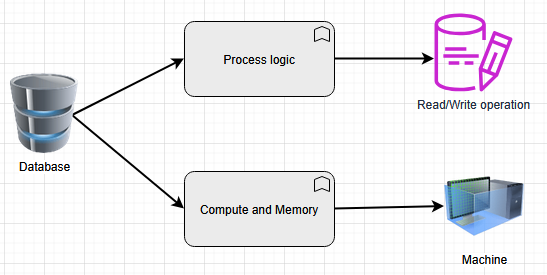 Process logic
Read/Write operation
Database
Compute and Memory
Machine